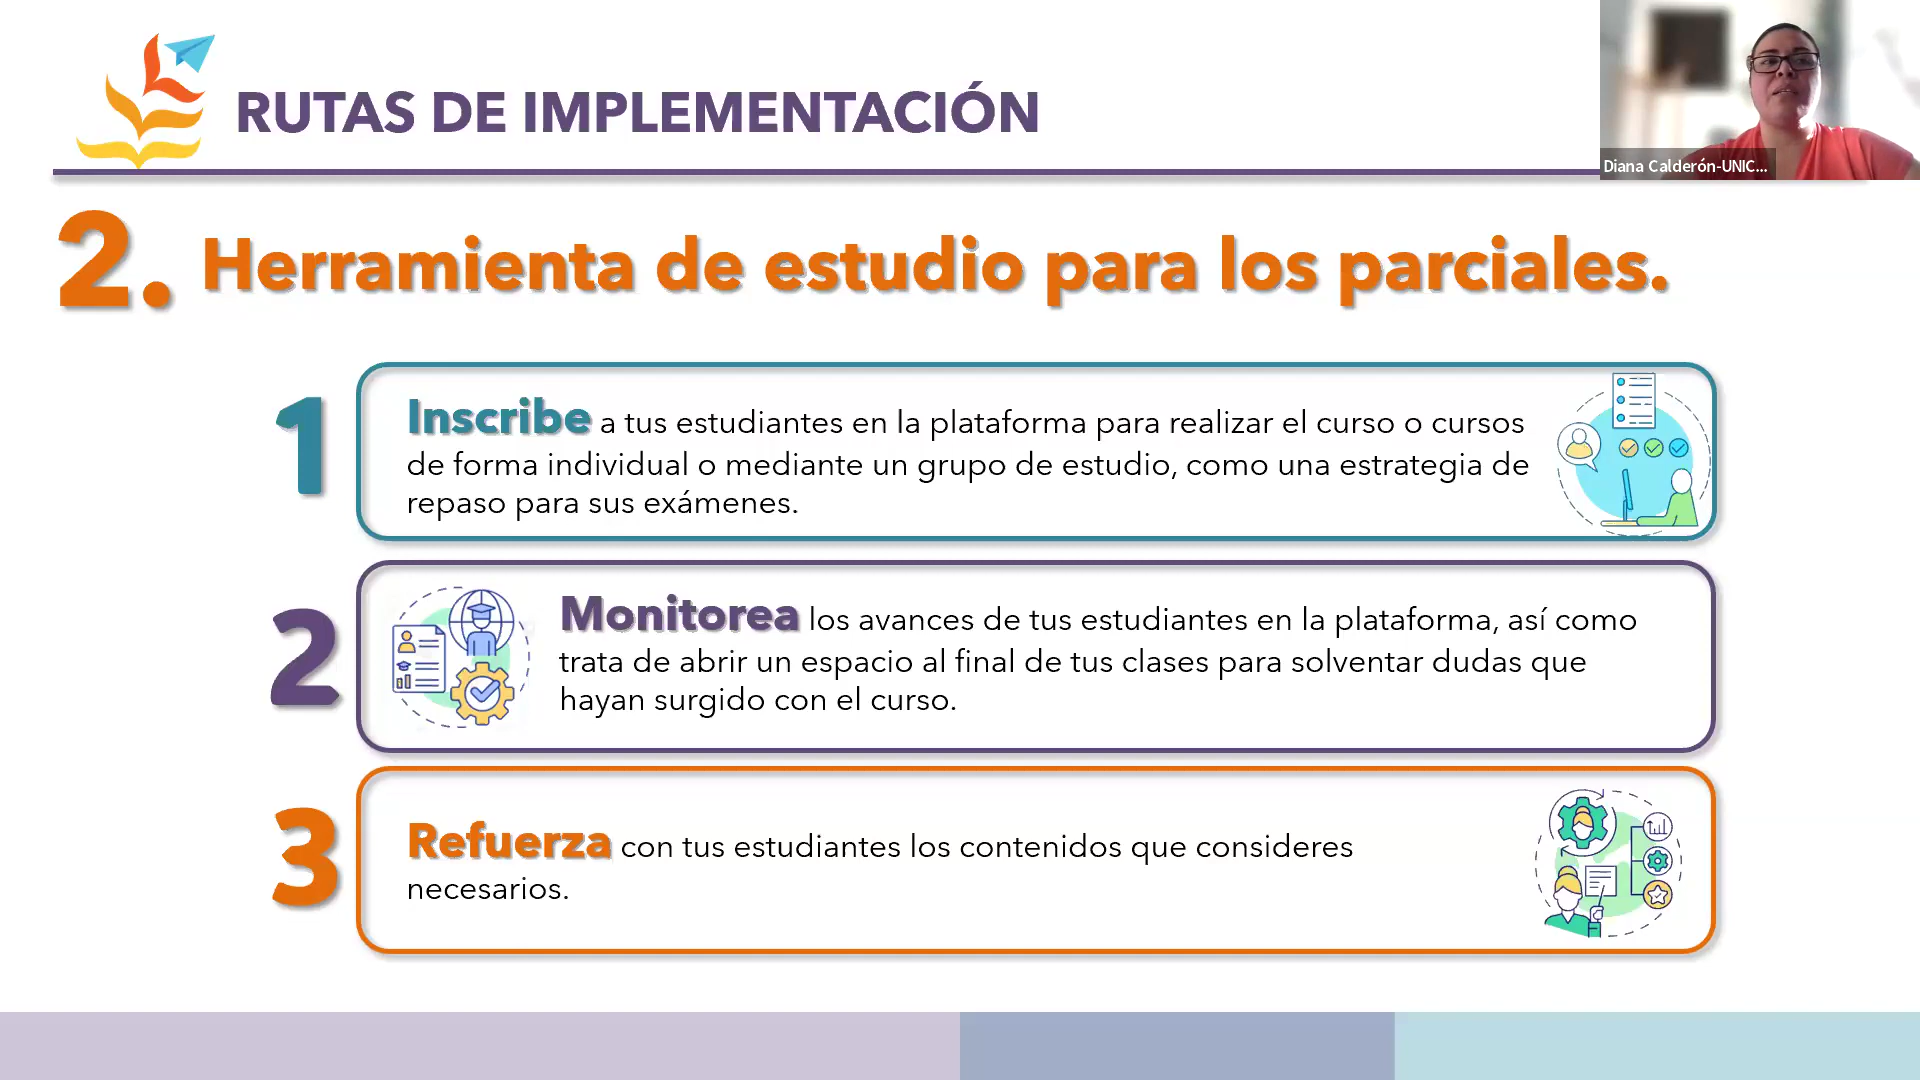 RUTAS DE IMPLEMENTACIÓN
Diana Calderón-UNIC...
2. Herramienta de estudio para los parciales.
1
Inscribe a tus estudiantes en la plataforma para realizar el curso o cursos
de forma individual o mediante un grupo de estudio, como una estrategia de
repaso para sus exámenes.
2
Monitorea los avances de tus estudiantes en la plataforma, así como
trata de abrir un espacio al final de tus clases para solventar dudas que
hayan surgido con el curso.
3
Refuerza con tus estudiantes los contenidos que consideres
necesarios.